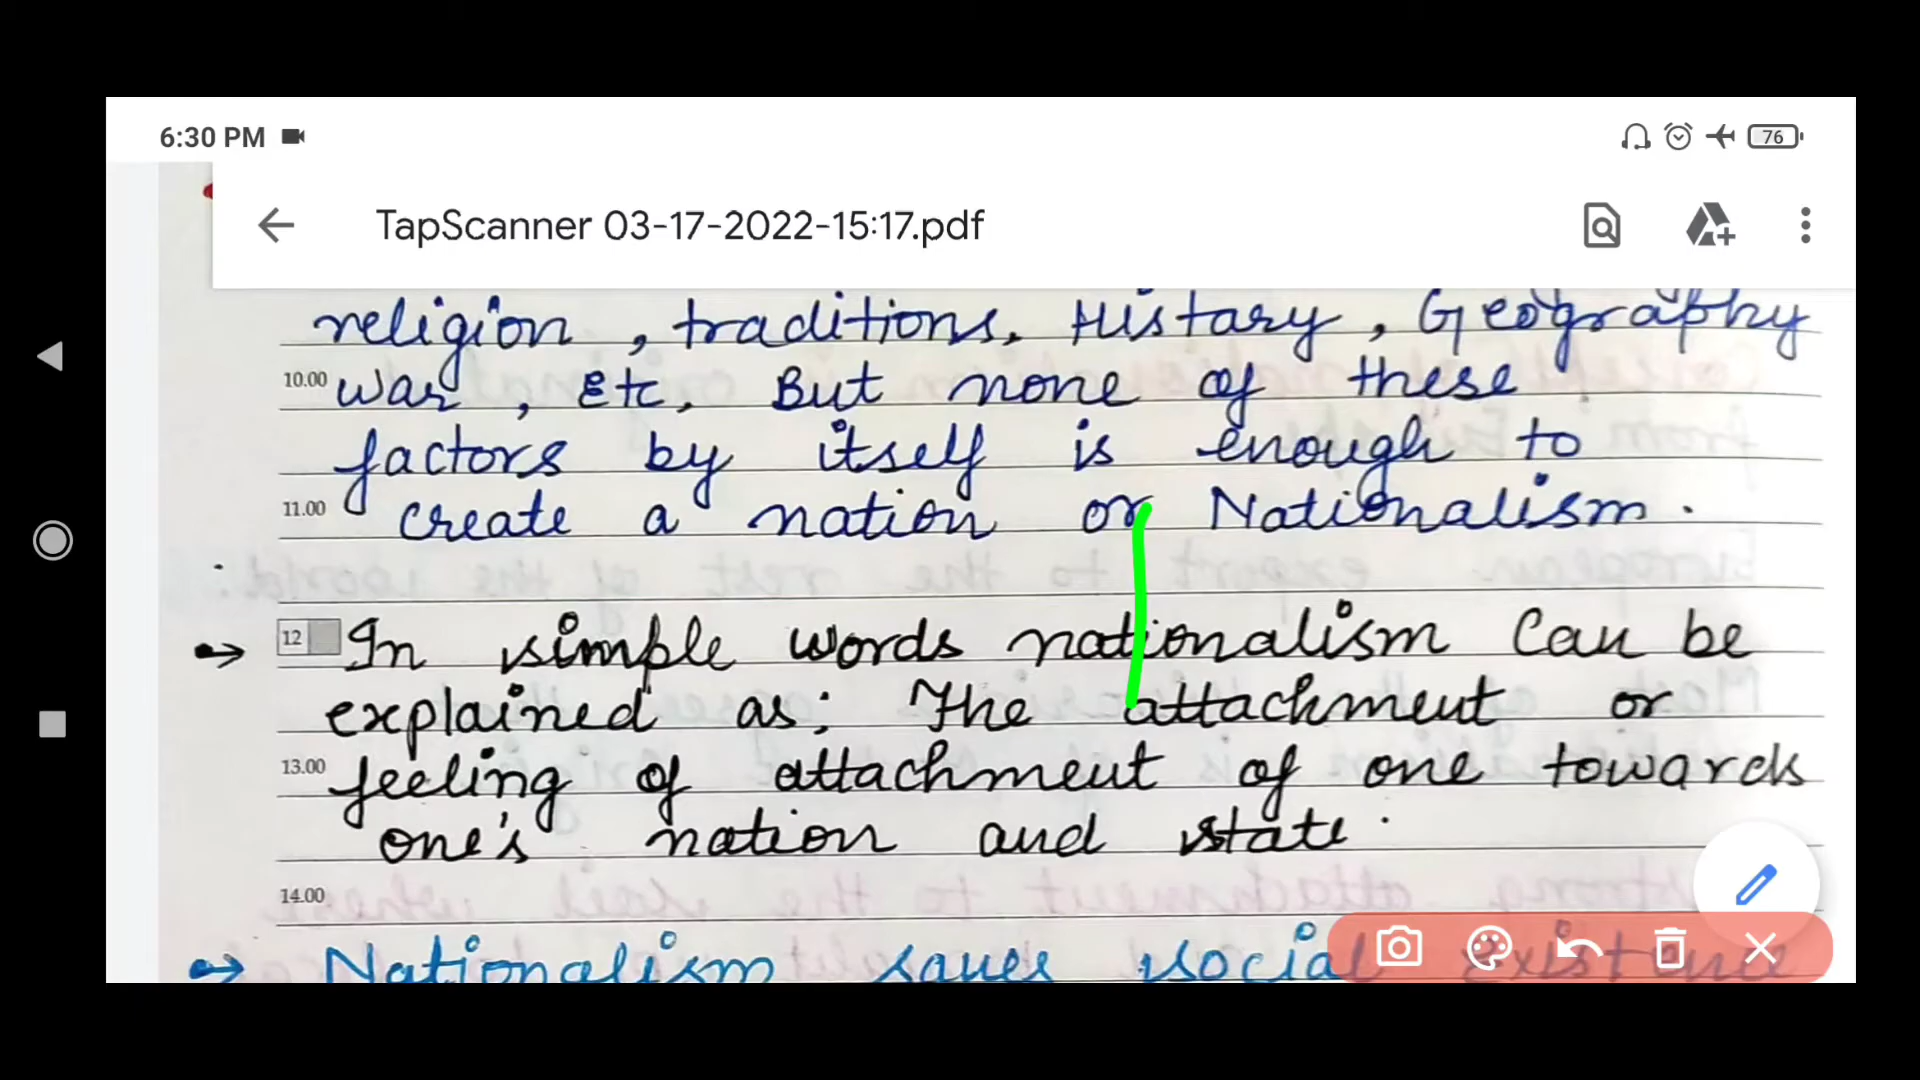 6:30 PM
76
TapScanner 03-17-2022-15:17.pdf
religion, traditions, History, Geography
10.00 war, Etc. But none of these
factors by itself is enough to
11.00 create a nation or Nationalism.
12 In simple words nationalism can be
explained as; The attachment or
13.00 feeling of attachment of one towards
one's nation and state.
14.00
Nationalism saves social existence